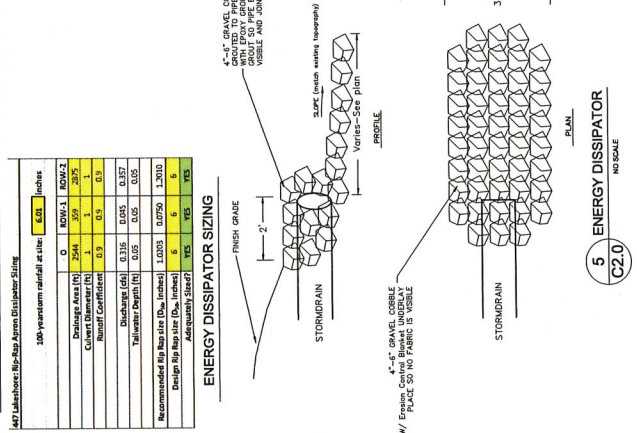 447 Lakeshore: Rip-Rap Apron Dissipator Sizing
100-yearstorm rainfall at site: 6.01 inches
O ROW-1 ROW-2
Drainage Area (ft) 2544 359 2875
Culvert Diameter (ft) 1 1 1
Runoff Coefficient 0.9 0.9 0.9
Discharge (cfs) 0.316 0.045 0.357
Tailwater Depth (ft) 0.05 0.05 0.05
Recommended Rip Rap size (D50, inches) 1.0203 0.0750 1.2010
Design Rip Rap size (D50, inches) 6 6 6
Adequately Sized? YES YES YES
ENERGY DISSIPATOR SIZING
FINISH GRADE
2'
STORMDRAIN
4"-6" GRAVEL
GROUTED TO PIPE
WITH EPOXY
GROUT SO PIPE
VISIBLE AND
SLOPE (match existing topography)
Varies-See plan
PROFILE
4"-6" GRAVEL COBBLE
W/ Erosion Control Blanket UNDERLAY
PLACE SO NO FABRIC IS VISIBLE
STORMDRAIN
3
PLAN
5
C2.0
ENERGY DISSIPATOR
NO SCALE